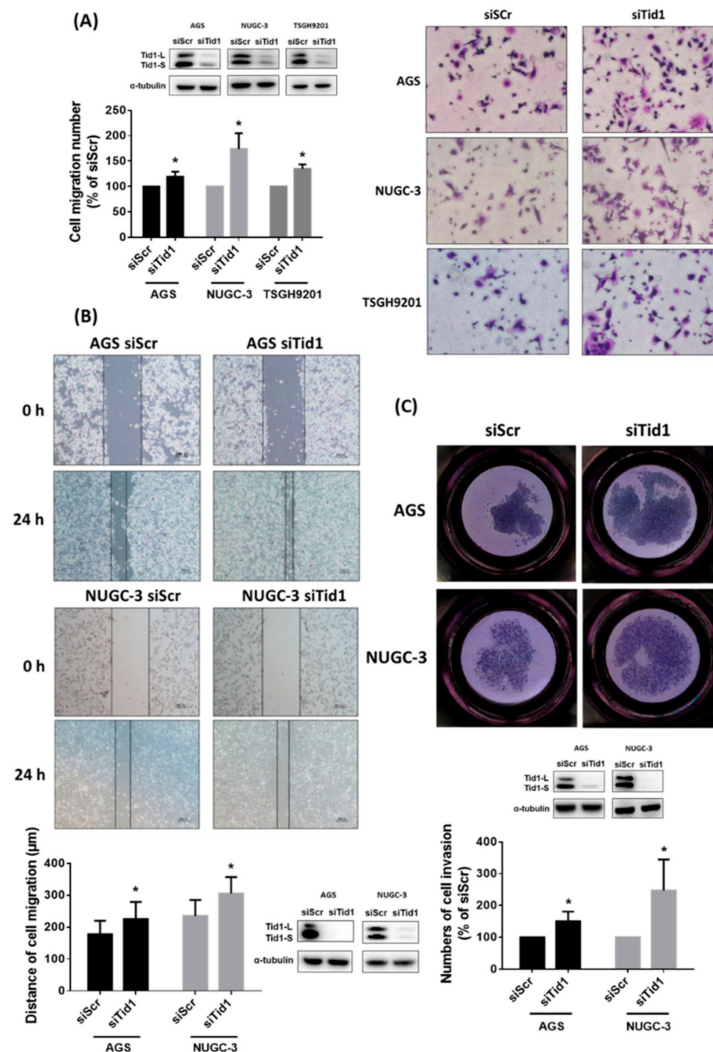 (A)
AGS
NUGC-3
TSGH9201
siScr siTid1
siScr siTid1
siScr siTid1
Tid1-L
Tid1-S
α-tubulin
Cell migration number
(% of siScr)
250
200
150
100
50
0
*
*
*
siScr
siTid1
siScr
siTid1
siScr
siTid1
AGS
NUGC-3
TSGH9201
siSCr
siTid1
AGS
NUGC-3
TSGH9201
(B)
AGS siScr
AGS siTid1
0 h
24 h
NUGC-3 siScr
NUGC-3 siTid1
0 h
24 h
Distance of cell migration (µm)
400
300
200
100
0
*
*
siScr
siTid1
siScr
siTid1
AGS
NUGC-3
AGS
NUGC-3
siScr siTid1
siScr siTid1
Tid1-L
Tid1-S
α-tubulin
(C)
siScr
siTid1
AGS
NUGC-3
AGS
NUGC-3
siScr siTid1
siScr siTid1
Tid1-L
Tid1-S
α-tubulin
Numbers of cell invasion
(% of siScr)
400
300
200
100
0
*
*
siScr
siTid1
siScr
siTid1
AGS
NUGC-3